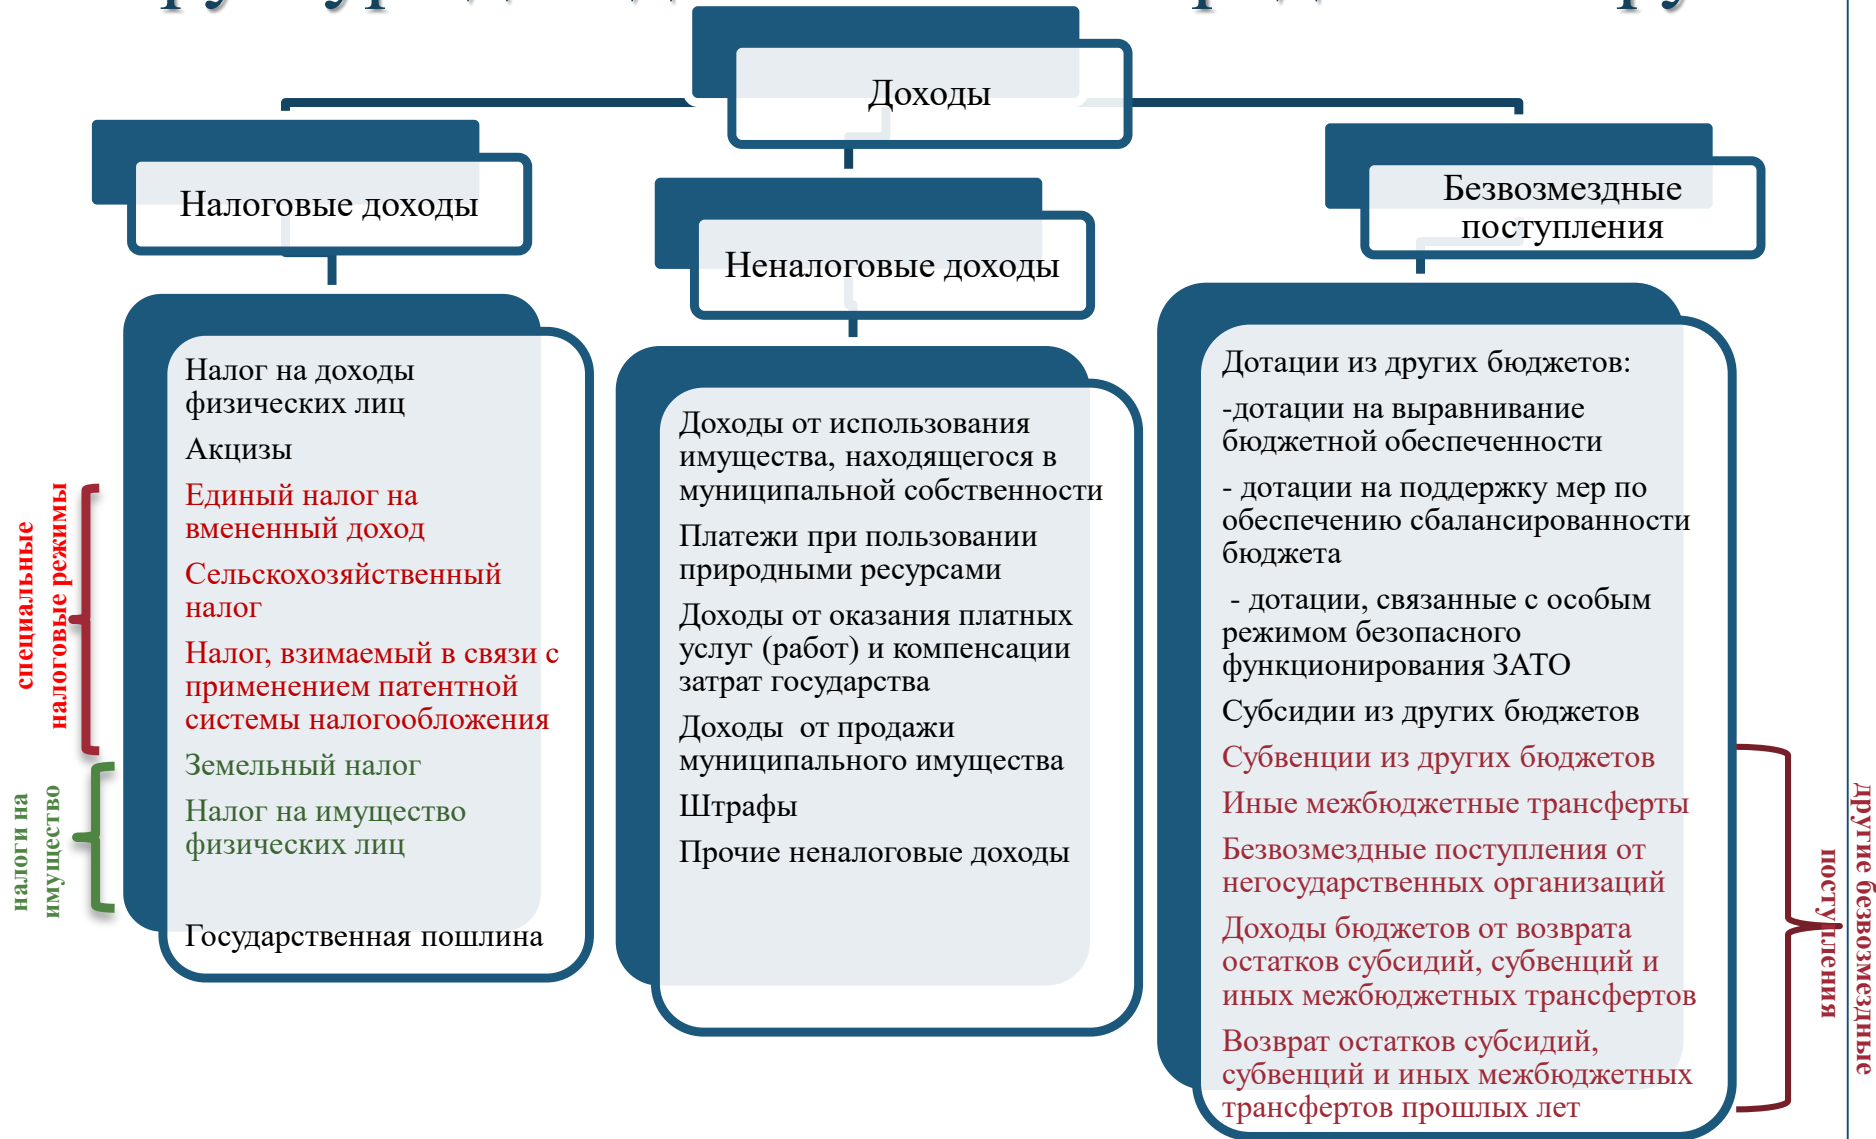 Доходы
Налоговые доходы
Налог на доходы
физических лиц
Акцизы
Единый налог на
вмененный доход
Сельскохозяйственный
налог
Налог, взимаемый в связи с
применением патентной
системы налогообложения
Земельный налог
Налог на имущество
физических лиц
Государственная пошлина
специальные
налоговые режимы
налоги на
имущество
Неналоговые доходы
Доходы от использования
имущества, находящегося в
муниципальной собственности
Платежи при пользовании
природными ресурсами
Доходы от оказания платных
услуг (работ) и компенсации
затрат государства
Доходы  от продажи
муниципального имущества
Штрафы
Прочие неналоговые доходы
Безвозмездные
поступления
Дотации из других бюджетов:
-дотации на выравнивание
бюджетной обеспеченности
- дотации на поддержку мер по
обеспечению сбалансированности
бюджета
- дотации, связанные с особым
режимом безопасного
функционирования ЗАТО
Субсидии из других бюджетов
Субвенции из других бюджетов
Иные межбюджетные трансферты
Безвозмездные поступления от
негосударственных организаций
Доходы бюджетов от возврата
остатков субсидий, субвенций и
иных межбюджетных трансфертов
Возврат остатков субсидий,
субвенций и иных межбюджетных
трансфертов прошлых лет
другие безвозмездные
поступления